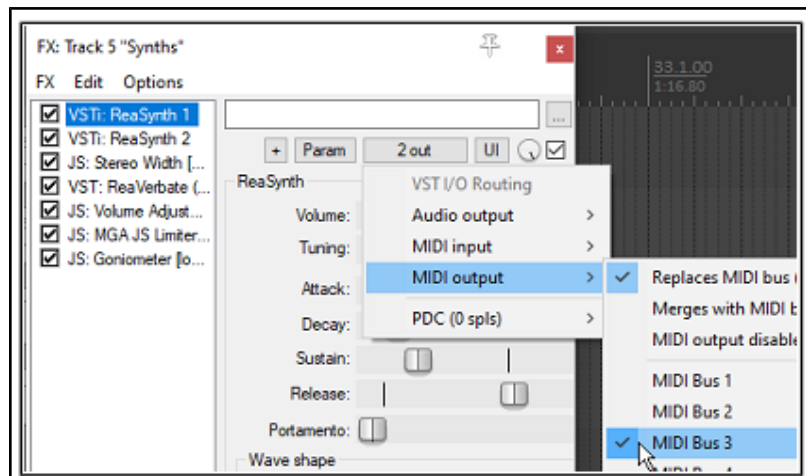 FX: Track 5 "Synths"
FX Edit Options
33.1.00
1:16.80
VSTi: ReaSynth 1
VSTi: ReaSynth 2
JS: Stereo Width [...
VST: ReaVerbate (...
JS: Volume Adjust...
JS: MGA JS Limiter...
JS: Goniometer [lo...
...
+ Param 2 out UI
ReaSynth
Volume:
Tuning:
Attack:
Decay:
Sustain:
Release:
Portamento:
Wave shape
VST I/O Routing
Audio output >
MIDI input >
MIDI output >
PDC (0 spls) >
Replaces MIDI bus
Merges with MIDI b
MIDI output disable
MIDI Bus 1
MIDI Bus 2
MIDI Bus 3